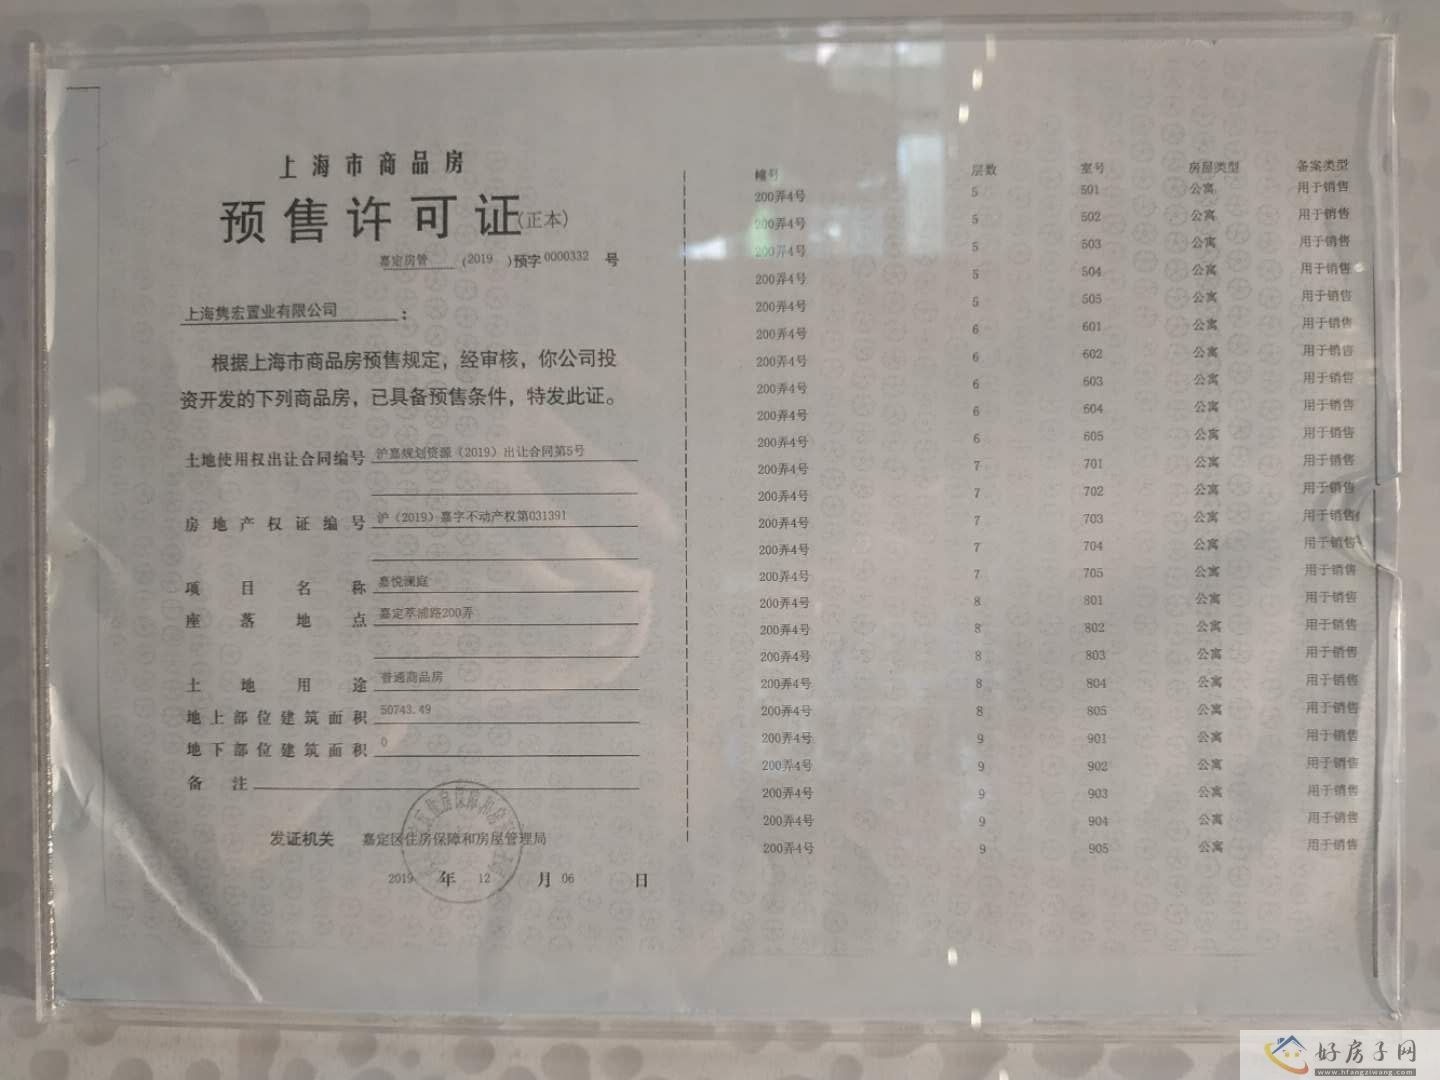 上海市商品房
预售许可证(正本)
嘉定房管 (2019)预字0000332号
上海隽宏置业有限公司：
根据上海市商品房预售规定，经审核，你公司投
资开发的下列商品房，已具备预售条件，特发此证。
土地使用权出让合同编号 沪嘉规划资源（2019）出让合同第5号
房地产权证编号 沪（2019）嘉字不动产权第031391
项目名称 嘉悦澜庭
座落地点 嘉定萃浦路200弄
土地用途 普通商品房
地上部位建筑面积 50743.49
地下部位建筑面积 0
备注
发证机关 嘉定区住房保障和房屋管理局
2019年12月06日
幢号 层数 室号 房屋类型 备案类型
200弄4号 5 501 公寓 用于销售
200弄4号 5 502 公寓 用于销售
200弄4号 5 503 公寓 用于销售
200弄4号 5 504 公寓 用于销售
200弄4号 5 505 公寓 用于销售
200弄4号 6 601 公寓 用于销售
200弄4号 6 602 公寓 用于销售
200弄4号 6 603 公寓 用于销售
200弄4号 6 604 公寓 用于销售
200弄4号 6 605 公寓 用于销售
200弄4号 7 701 公寓 用于销售
200弄4号 7 702 公寓 用于销售
200弄4号 7 703 公寓 用于销售
200弄4号 7 704 公寓 用于销售
200弄4号 7 705 公寓 用于销售
200弄4号 8 801 公寓 用于销售
200弄4号 8 802 公寓 用于销售
200弄4号 8 803 公寓 用于销售
200弄4号 8 804 公寓 用于销售
200弄4号 8 805 公寓 用于销售
200弄4号 9 901 公寓 用于销售
200弄4号 9 902 公寓 用于销售
200弄4号 9 903 公寓 用于销售
200弄4号 9 904 公寓 用于销售
200弄4号 9 905 公寓 用于销售
好房子网
www.hfangziwang.com